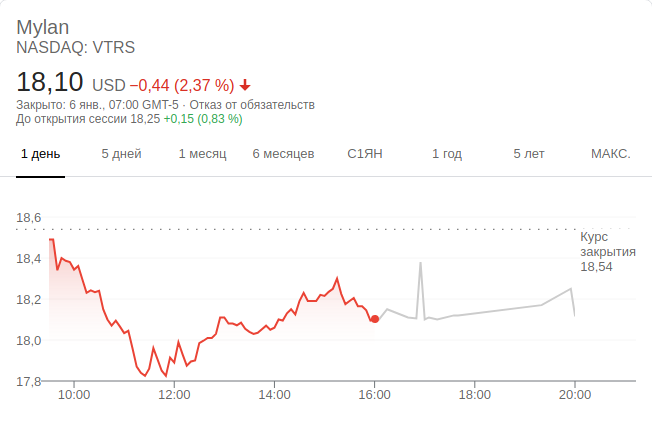 Mylan
NASDAQ: VTRS
18,10 USD −0,44 (2,37 %)
Закрыто: 6 янв., 07:00 GMT-5 · Отказ от обязательств
До открытия сессии 18,25 +0,15 (0,83 %)
1 день 5 дней 1 месяц 6 месяцев С1ЯН 1 год 5 лет МАКС.
18,6
Курс
закрытия
18,54
18,4
18,2
18,0
17,8
10:00 12:00 14:00 16:00 18:00 20:00